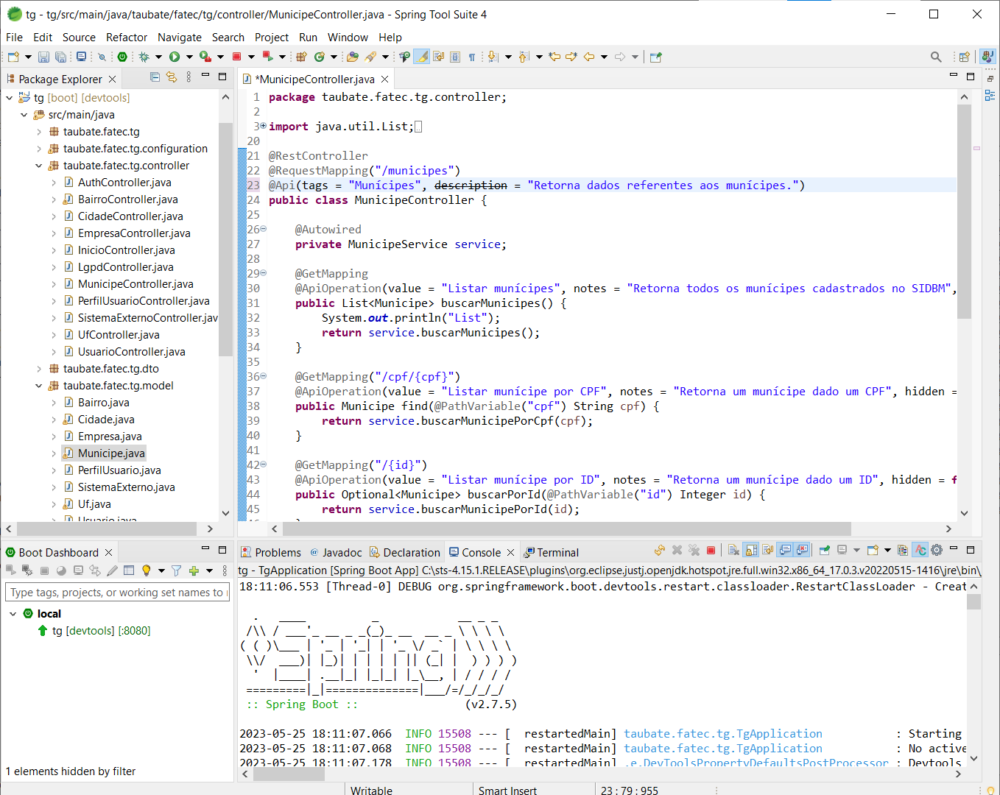 tg - tg/src/main/java/taubate/fatec/tg/controller/MunicipeController.java - Spring Tool Suite 4
File Edit Source Refactor Navigate Search Project Run Window Help
Package Explorer
tg [boot] [devtools]
src/main/java
taubate.fatec.tg
taubate.fatec.tg.configuration
taubate.fatec.tg.controller
AuthController.java
BairroController.java
CidadeController.java
EmpresaController.java
InicioController.java
LgpdController.java
MunicipeController.java
PerfilUsuarioController.java
SistemaExternoController.jav
UfController.java
UsuarioController.java
taubate.fatec.tg.dto
taubate.fatec.tg.model
Bairro.java
Cidade.java
Empresa.java
Municipe.java
PerfilUsuario.java
SistemaExterno.java
Uf.java
Usuario.java
*MunicipeController.java
1 package taubate.fatec.tg.controller;
2
3 import java.util.List;
20
21 @RestController
22 @RequestMapping("/municipes")
23 @Api(tags = "Munícipes", description = "Retorna dados referentes aos munícipes.")
24 public class MunicipeController {
25
26 @Autowired
27 private MunicipeService service;
28
29 @GetMapping
30 @ApiOperation(value = "Listar munícipes", notes = "Retorna todos os munícipes cadastrados no SIDBM",
31 public List<Municipe> buscarMunicipes() {
32 System.out.println("List");
33 return service.buscarMunicipes();
34 }
35
36 @GetMapping("/cpf/{cpf}")
37 @ApiOperation(value = "Listar munícipe por CPF", notes = "Retorna um munícipe dado um CPF", hidden =
38 public Municipe find(@PathVariable("cpf") String cpf) {
39 return service.buscarMunicipePorCpf(cpf);
40 }
41
42 @GetMapping("/{id}")
43 @ApiOperation(value = "Listar munícipe por ID", notes = "Retorna um munícipe dado um ID", hidden = f
44 public Optional<Municipe> buscarPorId(@PathVariable("id") Integer id) {
45 return service.buscarMunicipePorId(id);
Boot Dashboard
Type tags, projects, or working set names to
local
tg [devtools] [:8080]
1 elements hidden by filter
Problems Javadoc Declaration Console Terminal
tg - TgApplication [Spring Boot App] C:\sts-4.15.1.RELEASE\plugins\org.eclipse.justj.openjdk.hotspot.jre.full.win32.x86_64_17.0.3.v20220515-1416\jre\bin\
18:11:06.553 [Thread-0] DEBUG org.springframework.boot.devtools.restart.classloader.RestartClassLoader - Creat
:: Spring Boot :: (v2.7.5)
2023-05-25 18:11:07.066 INFO 15508 --- [ restartedMain] taubate.fatec.tg.TgApplication : Starting
2023-05-25 18:11:07.068 INFO 15508 --- [ restartedMain] taubate.fatec.tg.TgApplication : No active
2023-05-25 18:11:07.178 INFO 15508 --- [ restartedMain] .e.DevToolsPropertyDefaultsPostProcessor : Devtools
Writable Smart Insert 23 : 79 : 955